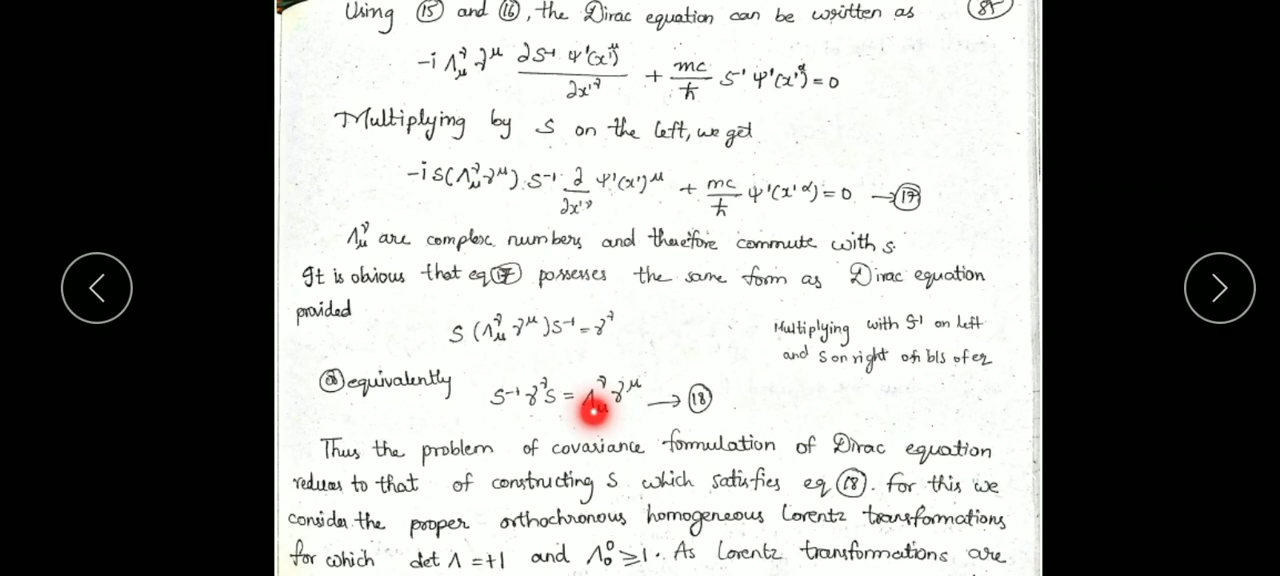 Using ⑮ and ⑯, the Dirac equation can be written as
85
-i Λ^ν_μ γ^μ ∂S⁻¹ ψ'(x'^α)/∂x'^ν + mc/ħ S⁻¹ ψ'(x'^α) = 0
Multiplying by S on the left, we get
-i S(Λ^ν_μ γ^μ) S⁻¹ ∂/∂x'^ν ψ'(x')^μ + mc/ħ ψ'(x'^α) = 0 → ⑰
Λ^ν_μ are complex numbers and therefore commute with S.
It is obvious that eq ⑰ possesses the same form as Dirac equation
provided
S (Λ^ν_μ γ^μ) S⁻¹ = γ^ν
Multiplying with S⁻¹ on left
and S on right of b/s of eq
or equivalently
S⁻¹ γ^ν S = Λ^ν_μ γ^μ → ⑱
Thus the problem of covariance formulation of Dirac equation
reduces to that of constructing S which satisfies eq ⑱. For this we
consider the proper orthochronous homogeneous Lorentz transformations
for which det Λ = +1 and Λ⁰₀ ≥ 1. As Lorentz transformations are